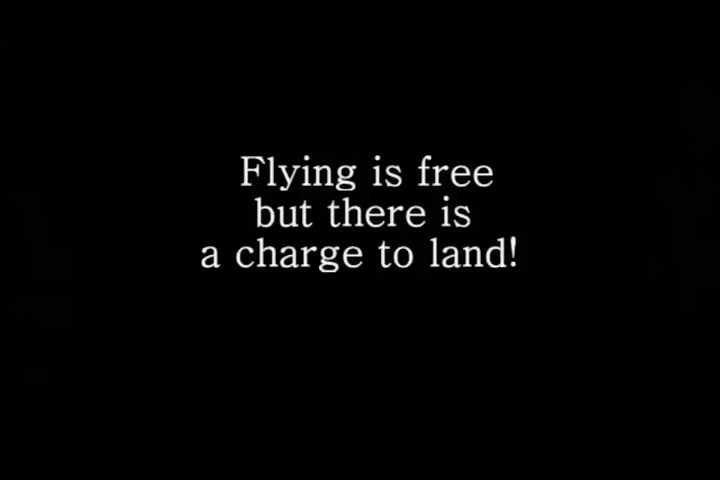 Flying is free
but there is
a charge to land!